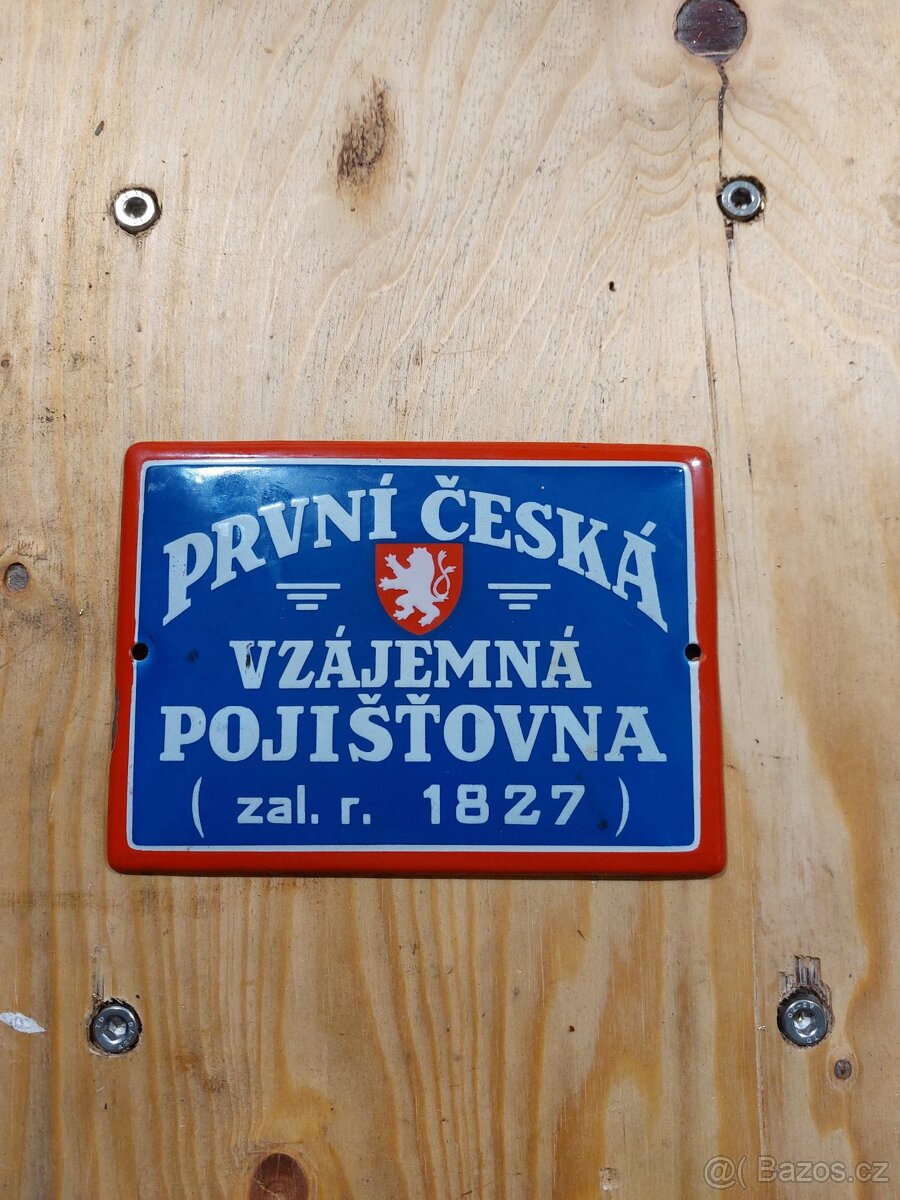 PRVNÍ ČESKÁ
VZÁJEMNÁ
POJIŠŤOVNA
( zal. r. 1827 )
@( Bazos.cz